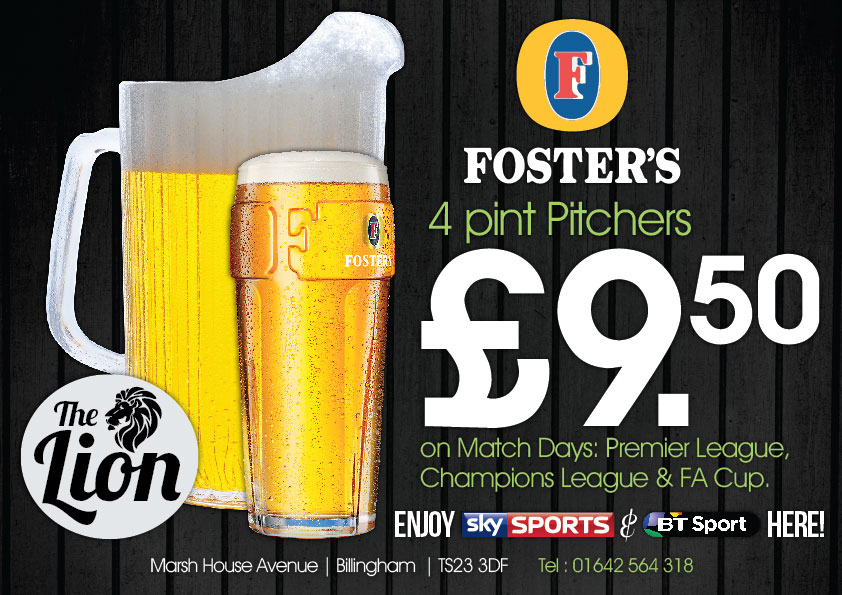 F
FOSTER'S
4 pint Pitchers
£9.50
on Match Days: Premier League,
Champions League & FA Cup.
F
F
FOSTER'S
The
Lion
ENJOY sky SPORTS & BT Sport HERE!
Marsh House Avenue | Billingham | TS23 3DF Tel : 01642 564 318